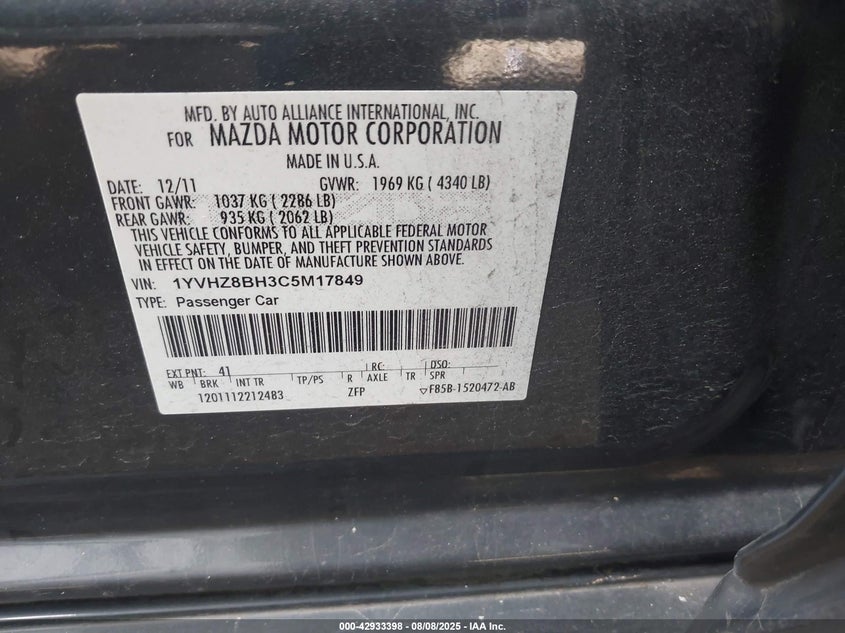 MFD. BY AUTO ALLIANCE INTERNATIONAL, INC.
FOR MAZDA MOTOR CORPORATION
MADE IN U.S.A.
DATE: 12/11 GVWR: 1969 KG ( 4340 LB)
FRONT GAWR: 1037 KG ( 2286 LB)
REAR GAWR: 935 KG ( 2062 LB)
THIS VEHICLE CONFORMS TO ALL APPLICABLE FEDERAL MOTOR
VEHICLE SAFETY, BUMPER, AND THEFT PREVENTION STANDARDS
IN EFFECT ON THE DATE OF MANUFACTURE SHOWN ABOVE.
VIN: 1YVHZ8BH3C5M17849
TYPE: Passenger Car
EXT PNT: 41 RC: DSO:
WB BRK INT TR TP/PS R AXLE TR SPR
1201112212483 ZFP F85B-1520472-AB
000-42933398 - 08/08/2025 - IAA Inc.